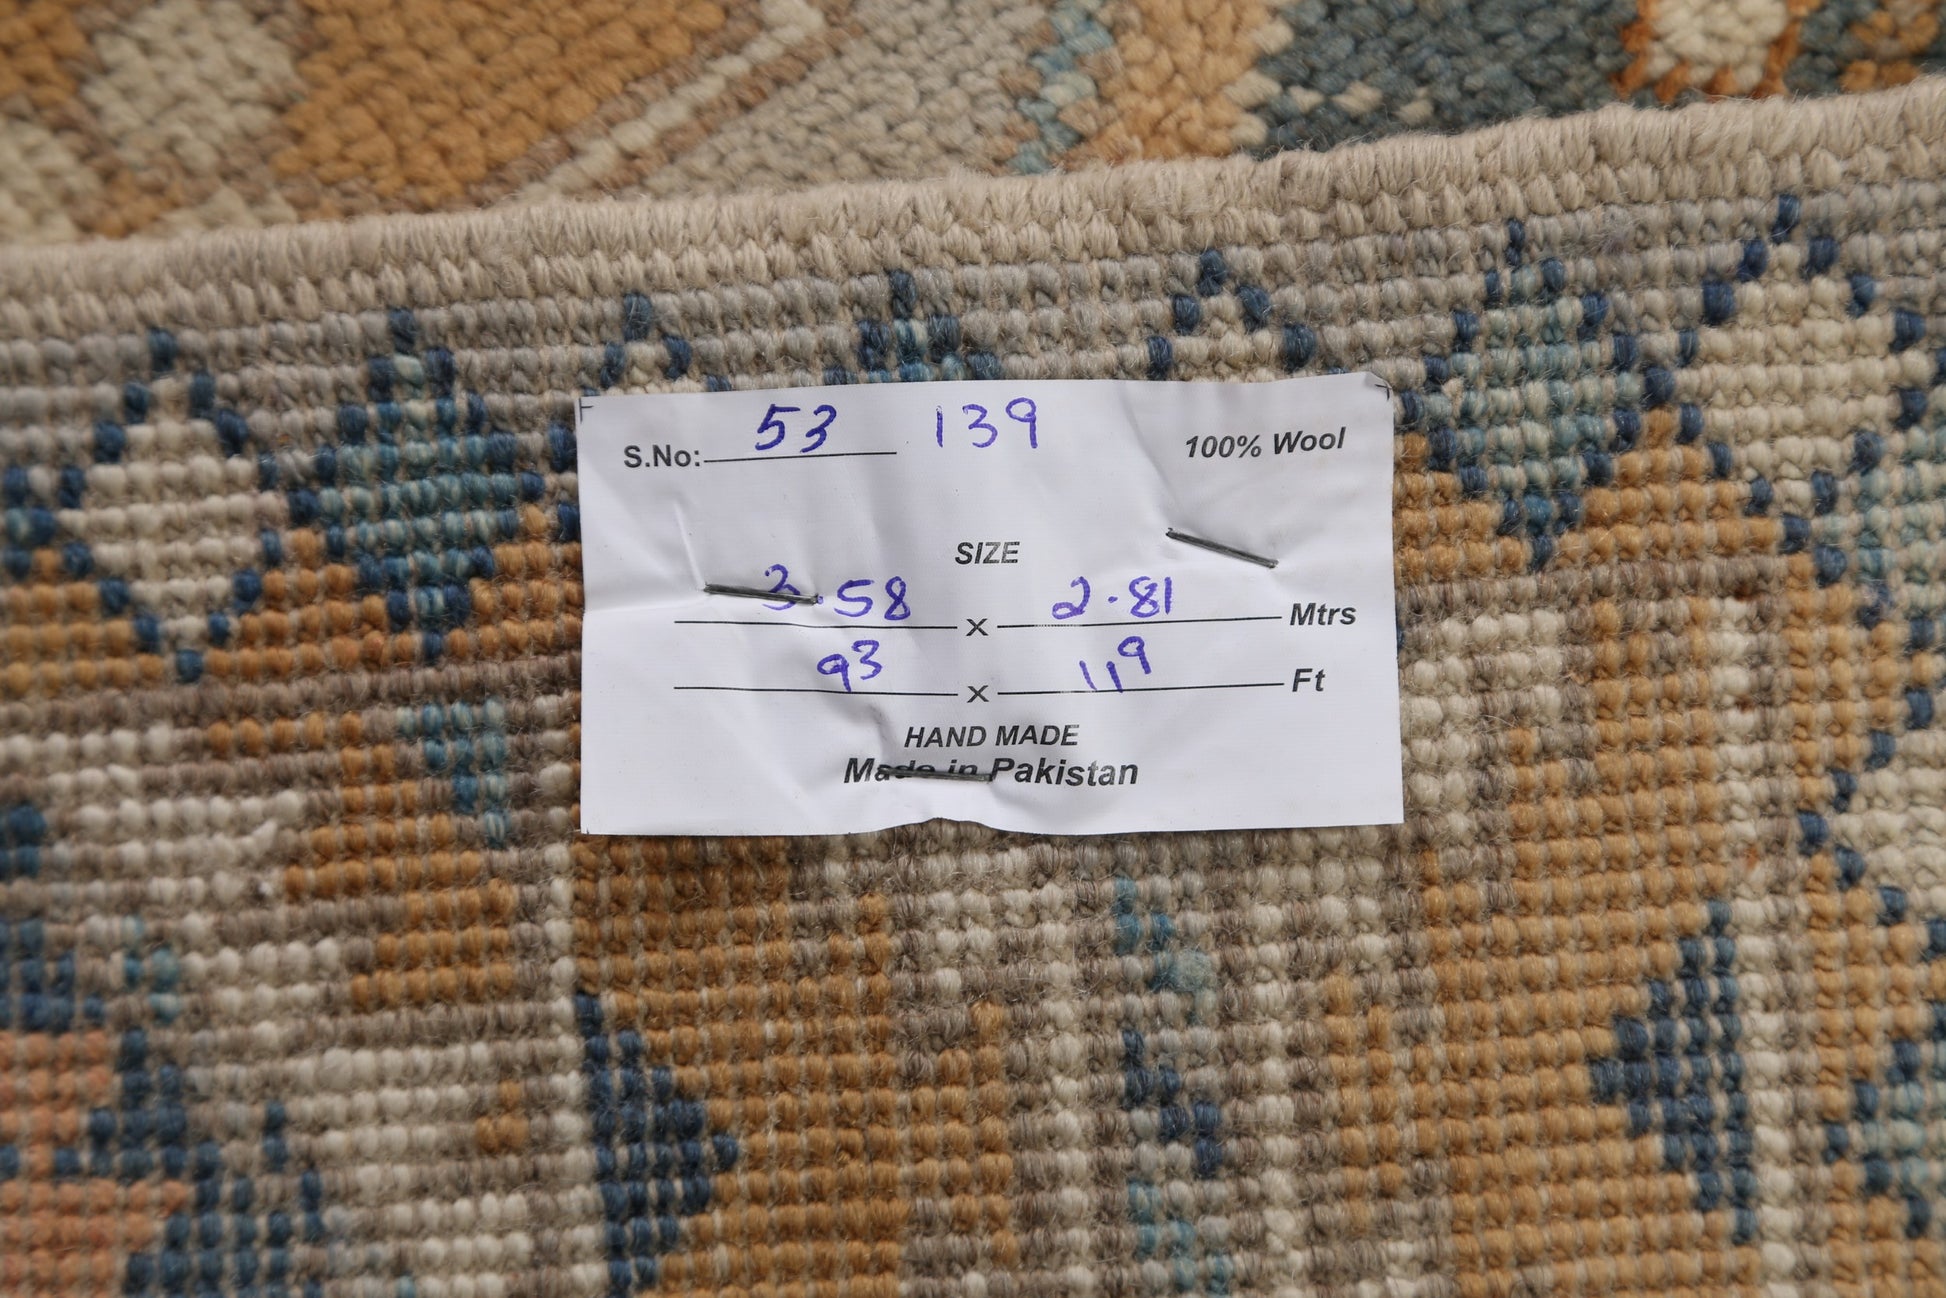 S.No: 53 139 100% Wool
SIZE
3.58 x 2.81 Mtrs
9³ x 11⁹ Ft
HAND MADE
Made in Pakistan